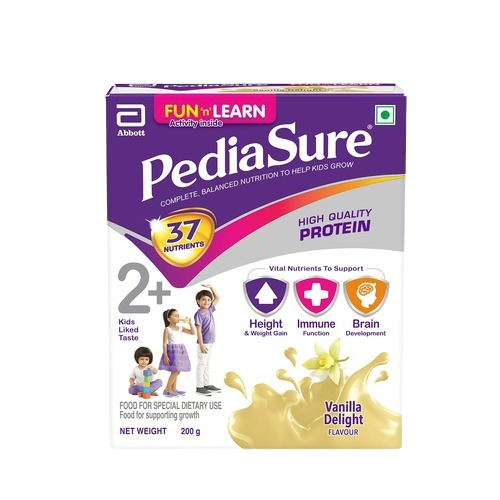 Vanilla Delight
FUN 'n' LEARN
Activity inside
Abbott
PediaSure®
COMPLETE, BALANCED NUTRITION TO HELP KIDS GROW
37
NUTRIENTS
HIGH QUALITY
PROTEIN
2+
Kids
Liked
Taste
Vital Nutrients To Support
Height
& Weight Gain
Immune
Function
Brain
Development
FOOD FOR SPECIAL DIETARY USE
Food for supporting growth
NET WEIGHT 200 g
Vanilla
Delight
FLAVOUR